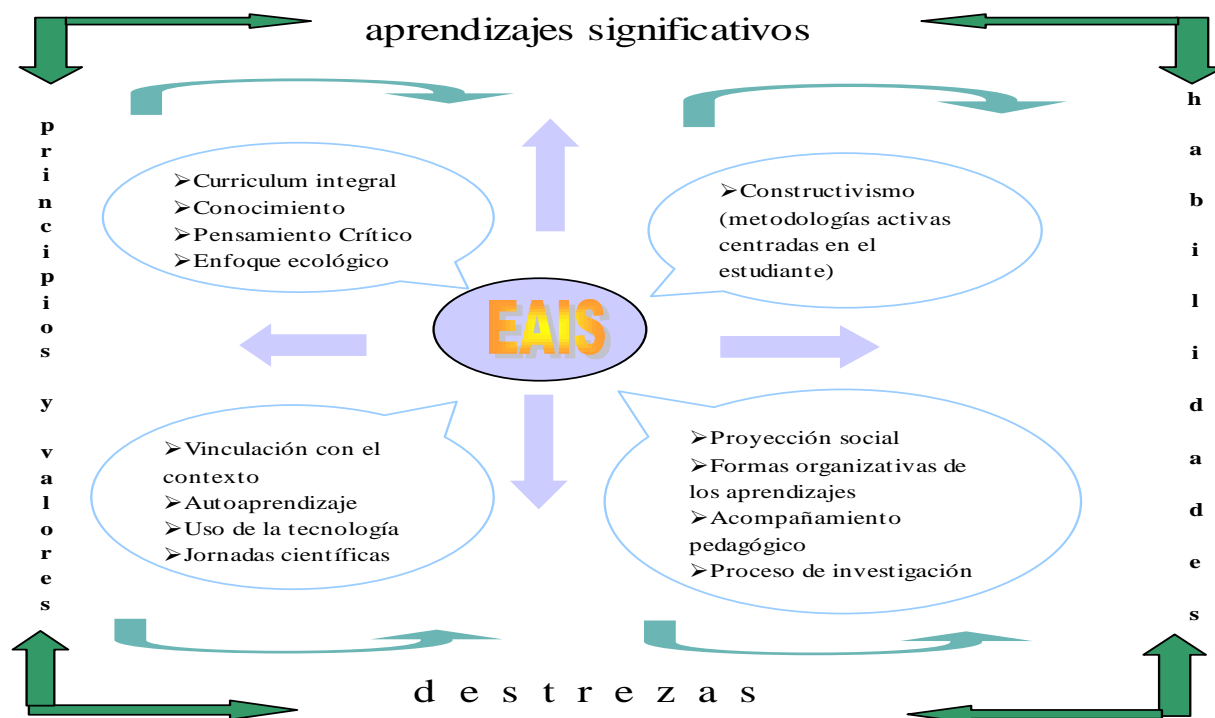 aprendizajes significativos
principios y valores
habilidades
➢Curriculum integral
➢Conocimiento
➢Pensamiento Crítico
➢Enfoque ecológico
➢Constructivismo
(metodologías activas
centradas en el
estudiante)
EAIS
➢Vinculación con el
contexto
➢Autoaprendizaje
➢Uso de la tecnología
➢Jornadas científicas
➢Proyección social
➢Formas organizativas de
los aprendizajes
➢Acompañamiento
pedagógico
➢Proceso de investigación
destrezas